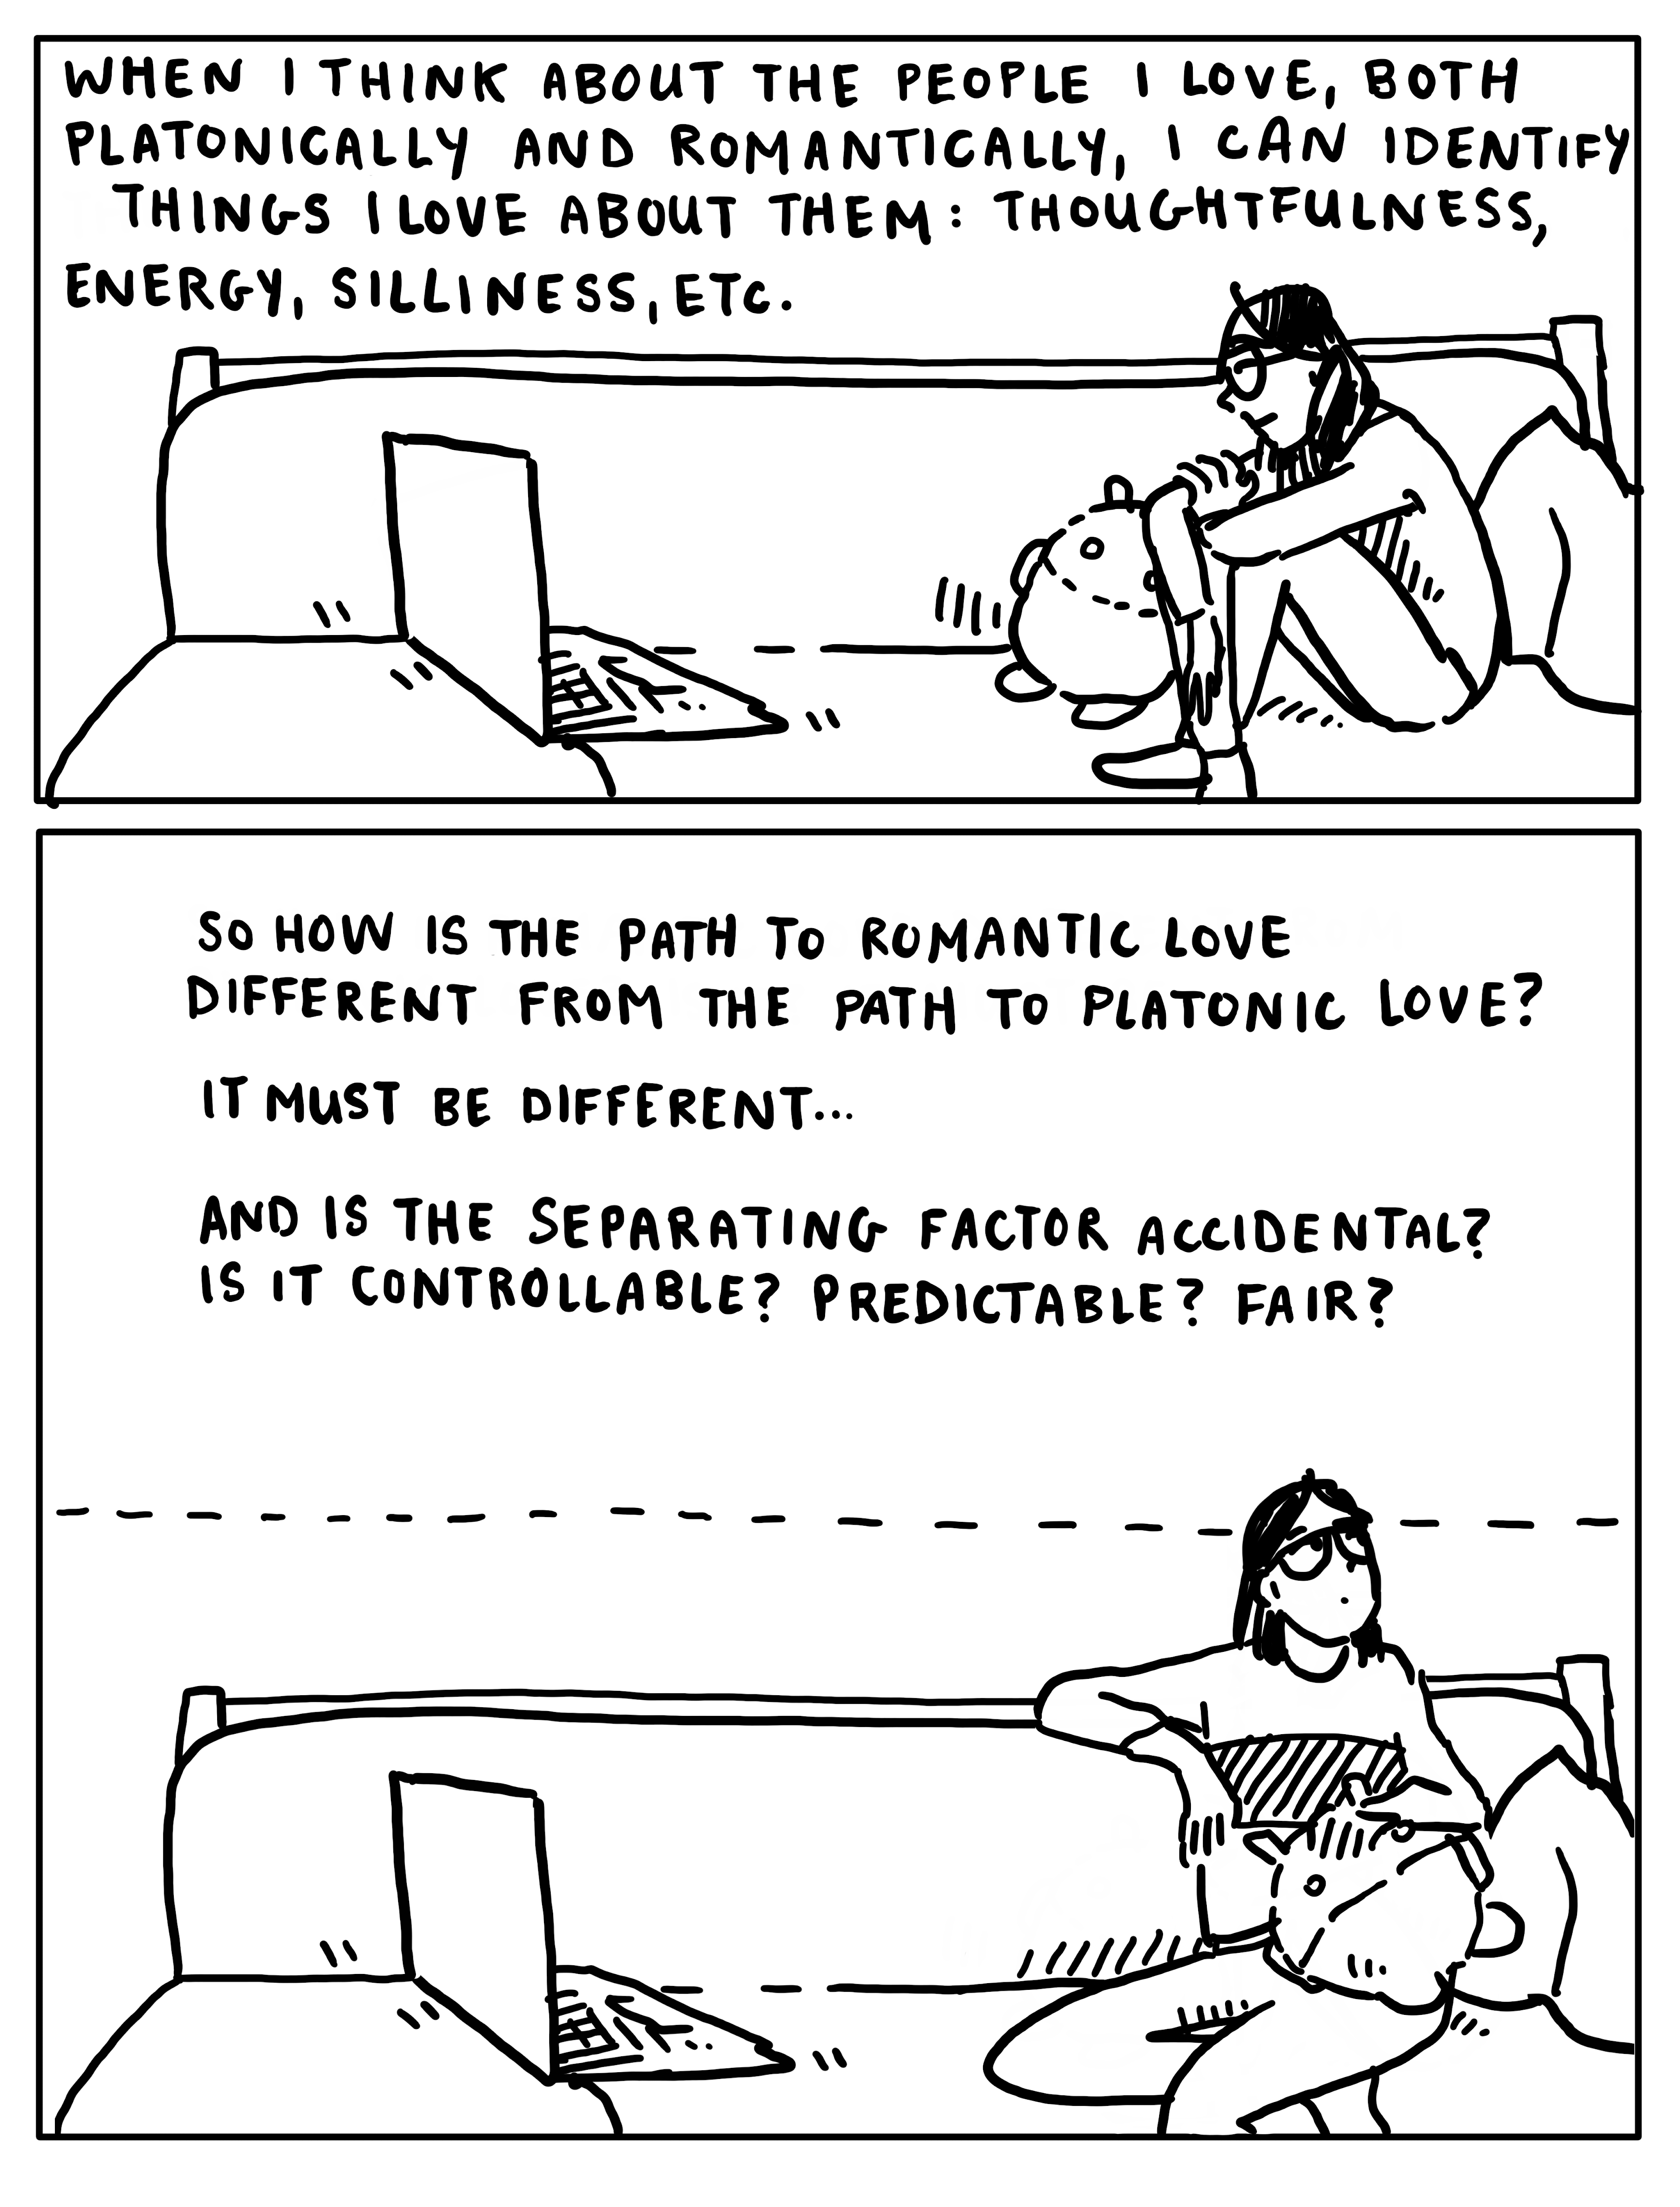 WHEN I THINK ABOUT THE PEOPLE I LOVE, BOTH
PLATONICALLY AND ROMANTICALLY, I CAN IDENTIFY
THINGS I LOVE ABOUT THEM: THOUGHTFULNESS,
ENERGY, SILLINESS, ETC.
SO HOW IS THE PATH TO ROMANTIC LOVE
DIFFERENT FROM THE PATH TO PLATONIC LOVE?
IT MUST BE DIFFERENT...
AND IS THE SEPARATING FACTOR ACCIDENTAL?
IS IT CONTROLLABLE? PREDICTABLE? FAIR?